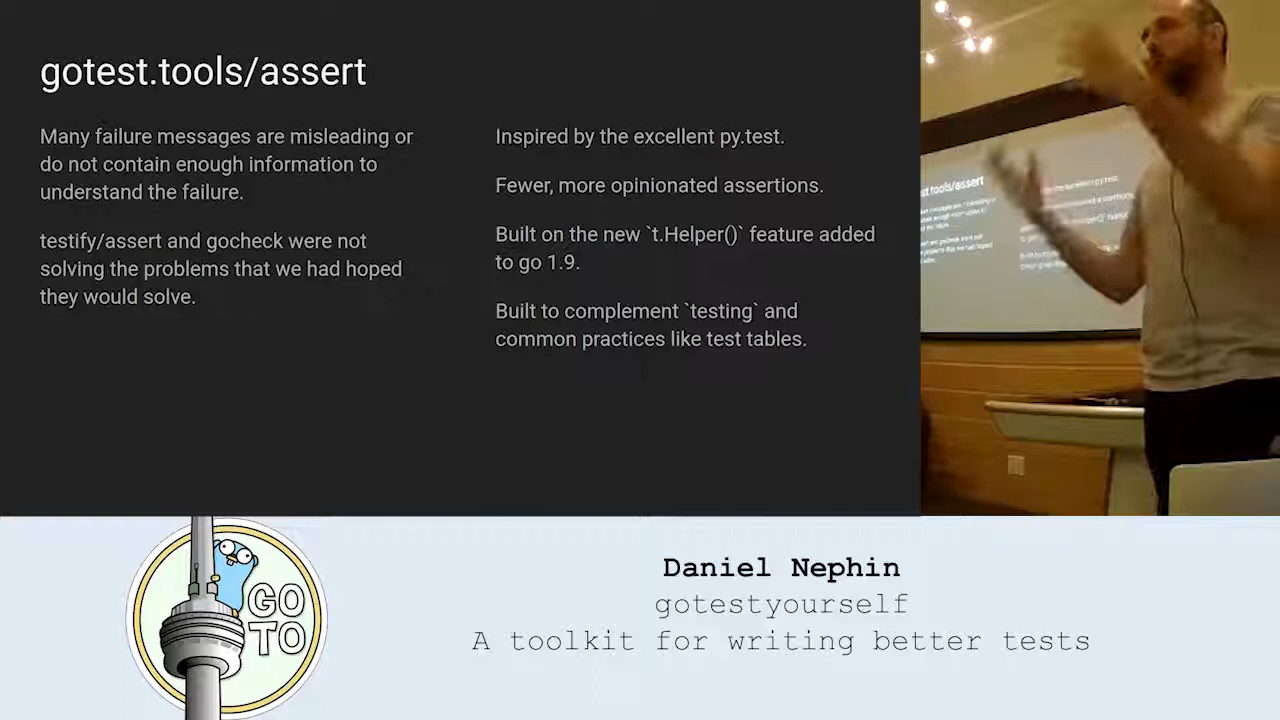 gotest.tools/assert
Many failure messages are misleading or
do not contain enough information to
understand the failure.
testify/assert and gocheck were not
solving the problems that we had hoped
they would solve.
Inspired by the excellent py.test.
Fewer, more opinionated assertions.
Built on the new `t.Helper()` feature added
to go 1.9.
Built to complement `testing` and
common practices like test tables.
st.tools/assert
GO
TO
Daniel Nephin
gotestyourself
A toolkit for writing better tests